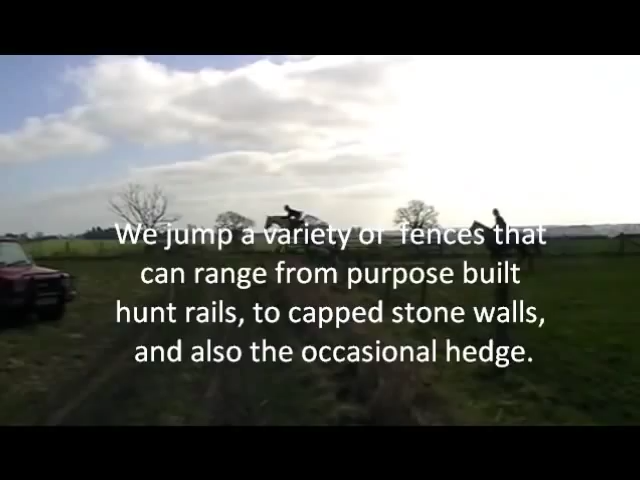 We jump a variety of fences that
can range from purpose built
hunt rails, to capped stone walls,
and also the occasional hedge.